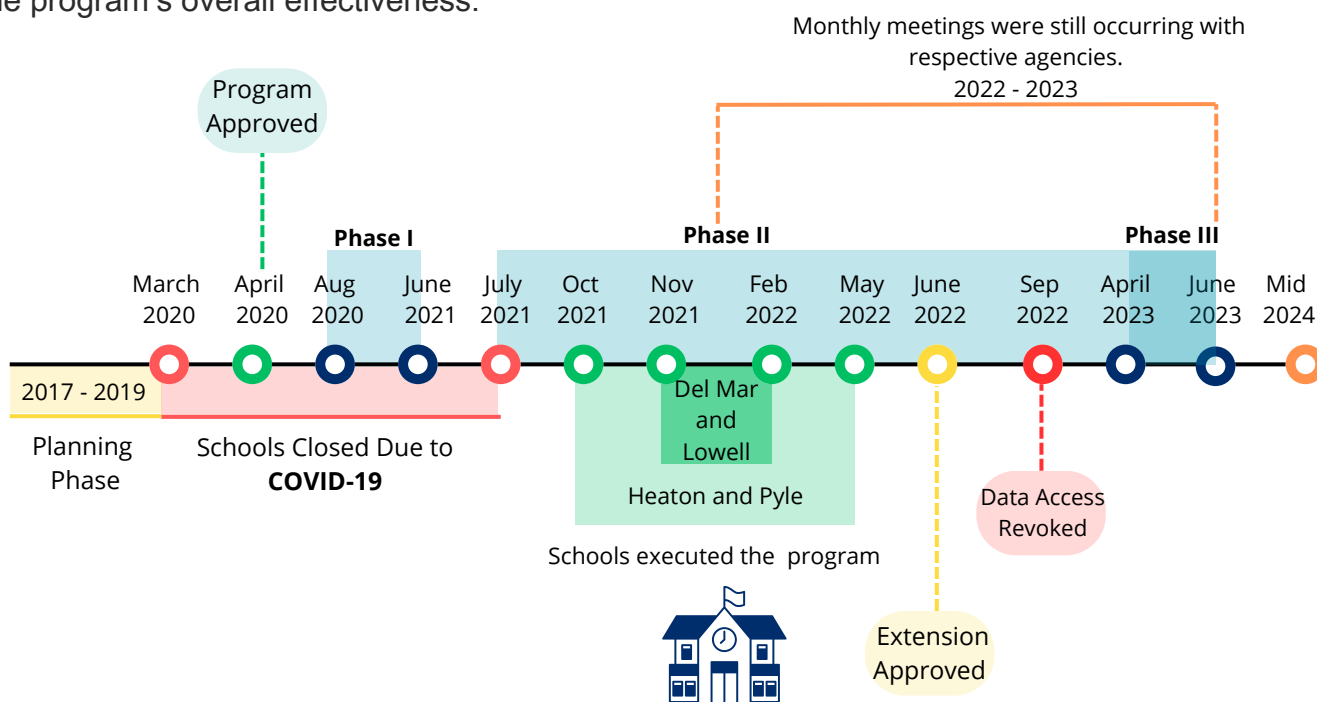 e program's overall effectiveness.
Monthly meetings were still occurring with
respective agencies.
2022 - 2023
Program
Approved
Phase I
Phase II
Phase III
March
2020
April
2020
Aug
2020
June
2021
July
2021
Oct
2021
Nov
2021
Feb
2022
May
2022
June
2022
Sep
2022
April
2023
June
2023
Mid
2024
2017 - 2019
Planning
Phase
Schools Closed Due to
COVID-19
Del Mar
and
Lowell
Heaton and Pyle
Schools executed the program
Data Access
Revoked
Extension
Approved